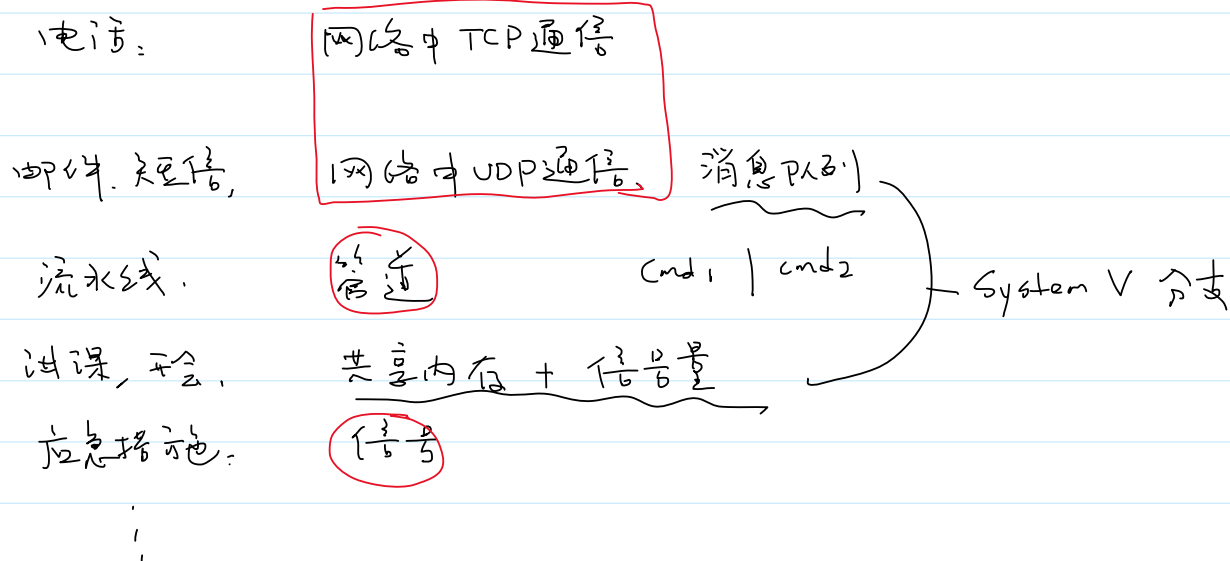 电话: 网络中TCP通信
邮件、短信, 网络中UDP通信、 消息队列
流水线. 管道 cmd1 | cmd2 System V 分支
讲课, 开会, 共享内存 + 信号量
应急措施: 信号